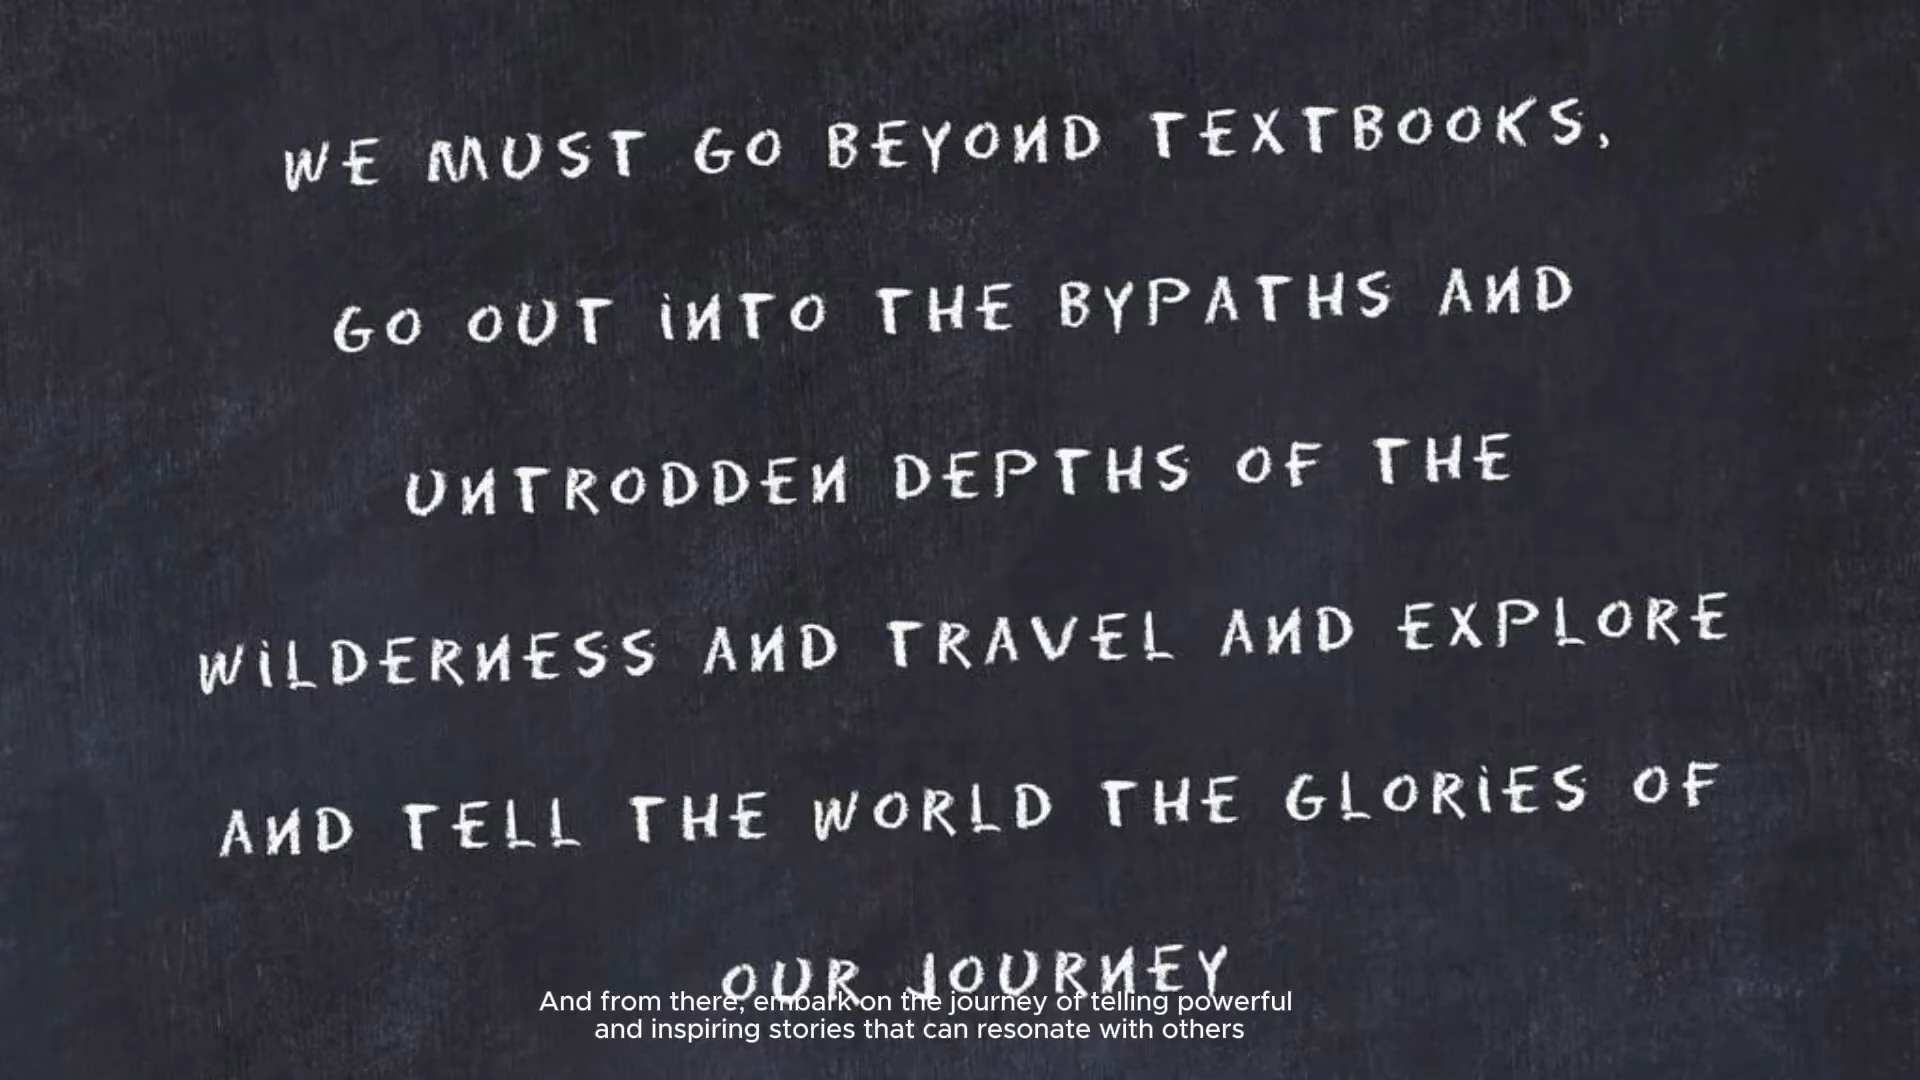 WE MUST GO BEYOND TEXTBOOKS,
GO OUT INTO THE BYPATHS AND
UNTRODDEN DEPTHS OF THE
WILDERNESS AND TRAVEL AND EXPLORE
AND TELL THE WORLD THE GLORIES OF
OUR JOURNEY
And from there, embark on the journey of telling powerful
and inspiring stories that can resonate with others